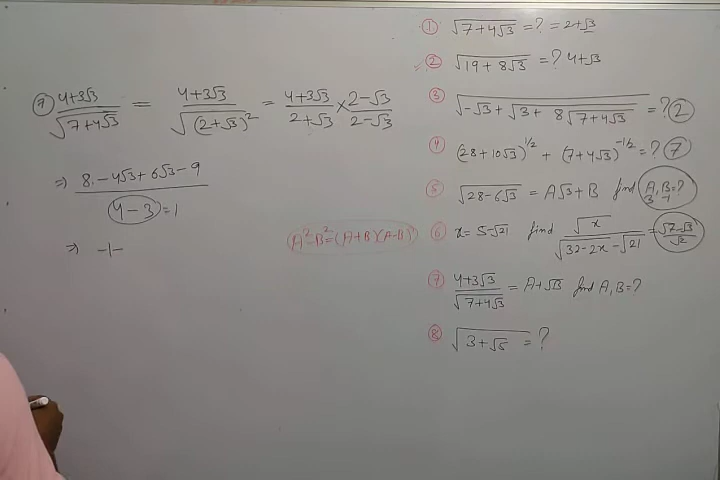 ⑦ (4+3√3)/√(7+4√3) = (4+3√3)/√((2+√3)²) = (4+3√3)/(2+√3) × (2-√3)/(2-√3)
⇒ (8 - 4√3 + 6√3 - 9)/(4-3) = 1
⇒ -1-
A²-B²=(A+B)(A-B)
① √(7+4√3) = ? = 2+√3
② √(19+8√3) = ? 4+√3
③ √(-√3+√(3+8√(7+4√3))) = ? ②
④ (28+10√3)^1/2 + (7+4√3)^-1/2 = ? ⑦
⑤ √(28-6√3) = A√3+B find A,B=? 3 -1
⑥ x=5-√21 find √x/(√(32-2x)-√21) = (√7-√3)/√2
⑦ (4+3√3)/√(7+4√3) = A+√B find A,B=?
⑧ √(3+√5) = ?